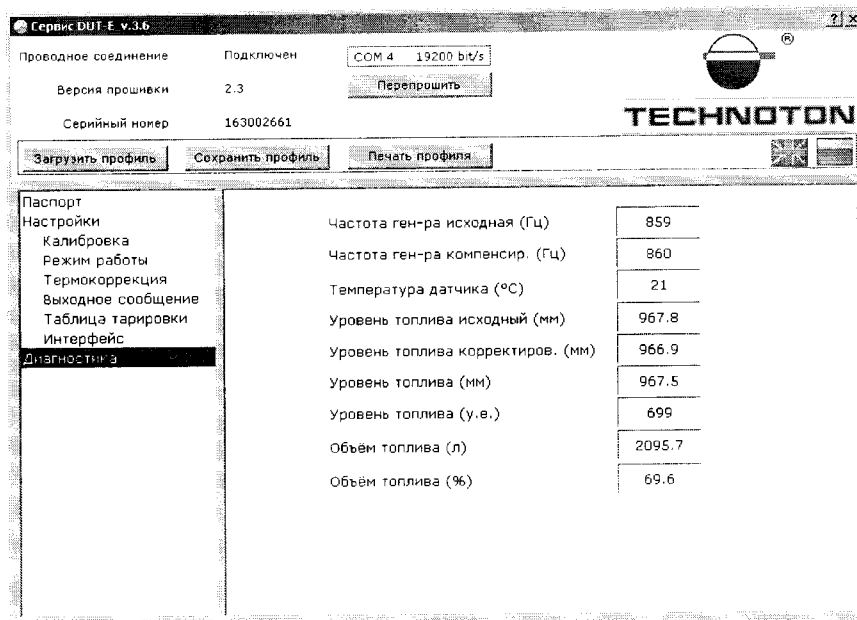 Сервис DUT-E v.3.6
Проводное соединение Подключен COM 4 19200 bit/s
Версия прошивки 2.3 Перепрошить
Серийный номер 163002661
®
TECHNOTON
Загрузить профиль Сохранить профиль Печать профиля
Паспорт
Настройки
Калибровка
Режим работы
Термокоррекция
Выходное сообщение
Таблица тарировки
Интерфейс
Диагностика
Частота ген-ра исходная (Гц) 859
Частота ген-ра компенсир. (Гц) 860
Температура датчика (°C) 21
Уровень топлива исходный (мм) 967.8
Уровень топлива корректиров. (мм) 966.9
Уровень топлива (мм) 967.5
Уровень топлива (у.е.) 699
Объём топлива (л) 2095.7
Объём топлива (%) 69.6